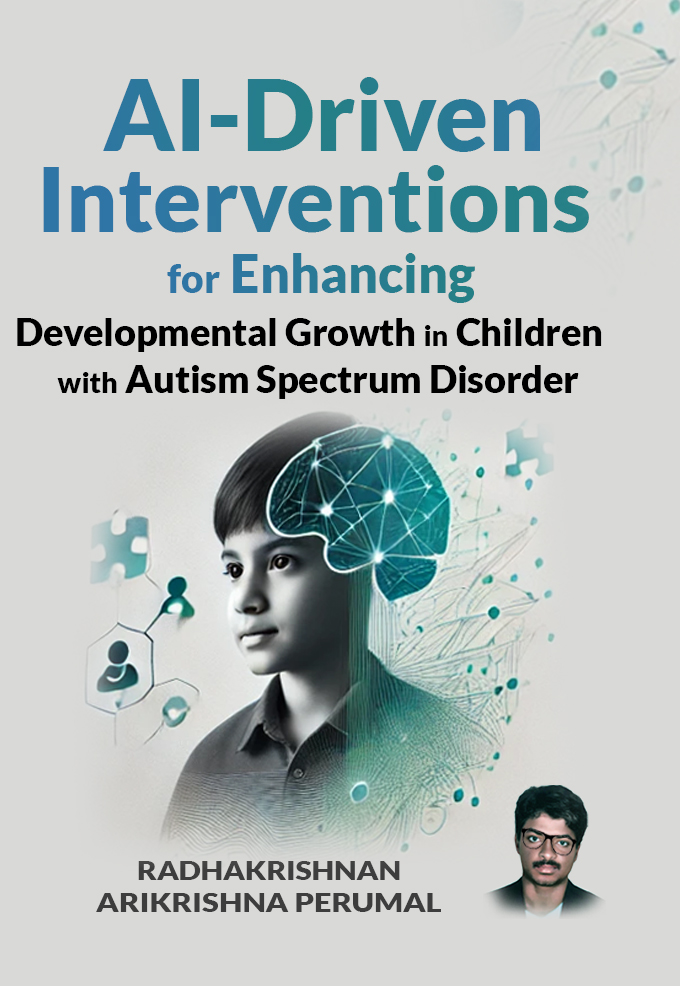 AI-Driven
Interventions
for Enhancing
Developmental Growth in Children
with Autism Spectrum Disorder
RADHAKRISHNAN
ARIKRISHNA PERUMAL